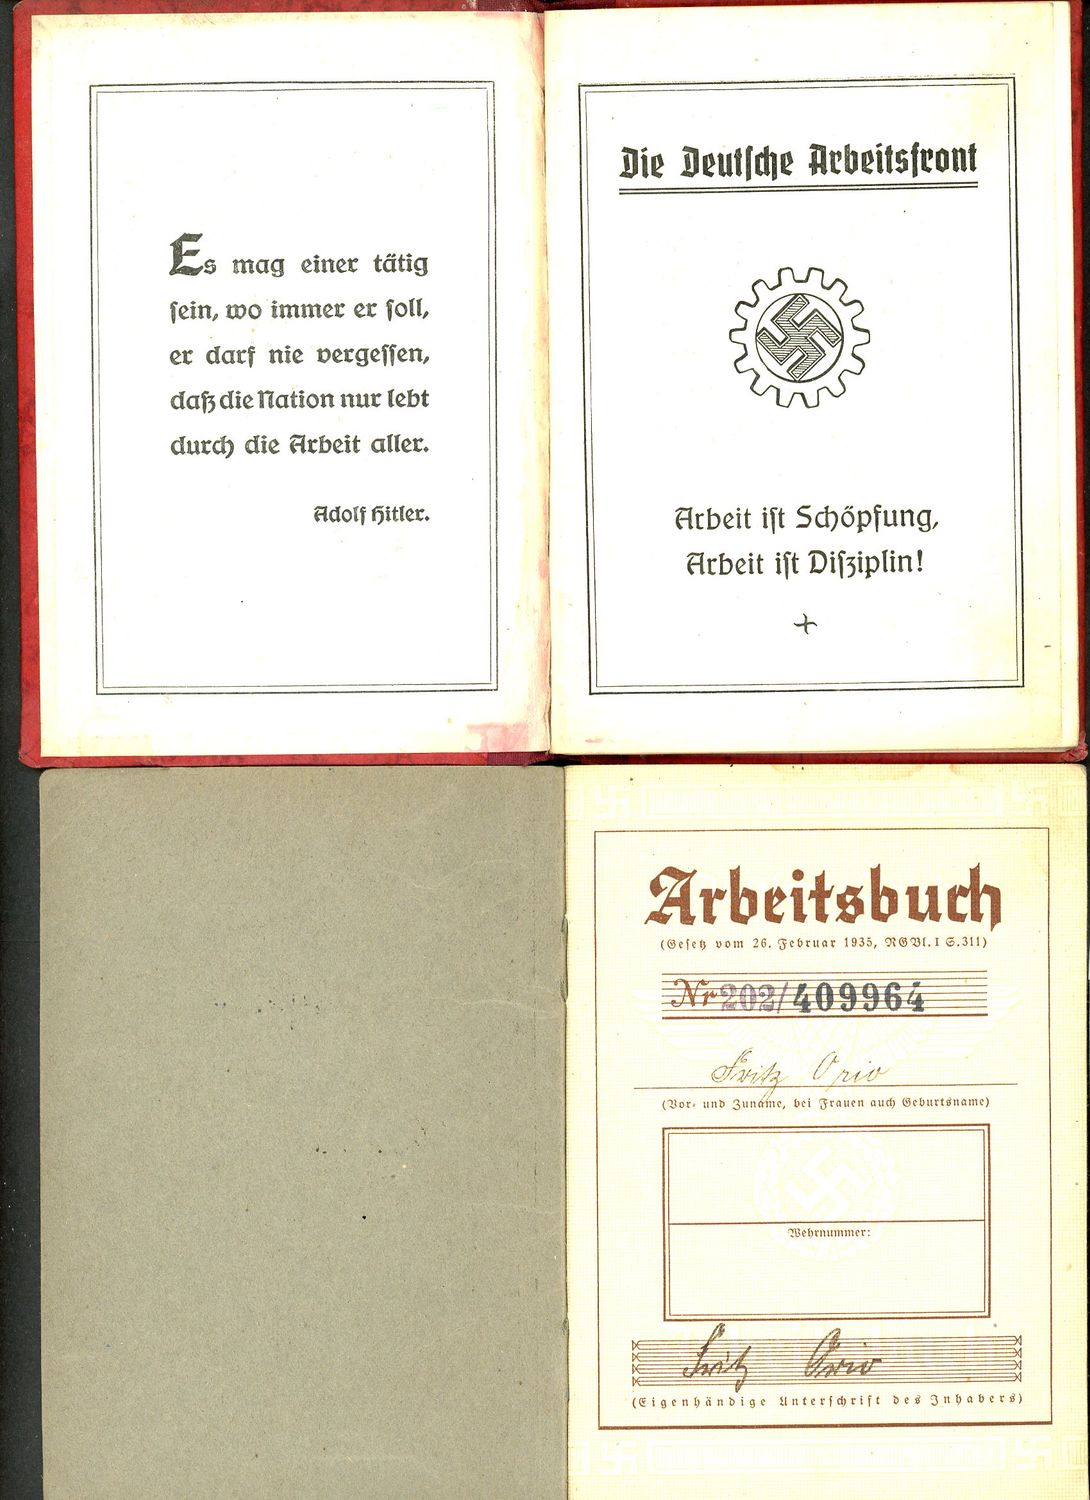 Es mag einer tätig
sein, wo immer er soll,
er darf nie vergessen,
daß die Nation nur lebt
durch die Arbeit aller.
Adolf Hitler.
Die Deutsche Arbeitsfront
Arbeit ist Schöpfung,
Arbeit ist Disziplin!
Arbeitsbuch
(Gesetz vom 26. Februar 1935, RGBl. I S. 311)
Nr 202/409964
Fritz Orio
(Vor- und Zuname, bei Frauen auch Geburtsname)
Wehrnummer:
Fritz Orio
(Eigenhändige Unterschrift des Inhabers)